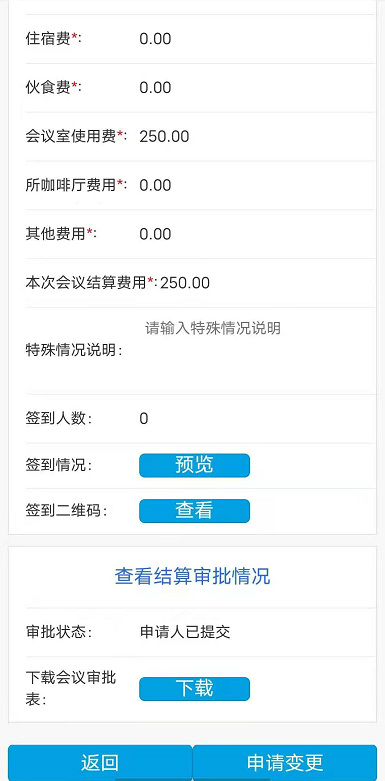 住宿费*: 0.00
伙食费*: 0.00
会议室使用费*: 250.00
所咖啡厅费用*: 0.00
其他费用*: 0.00
本次会议结算费用*: 250.00
请输入特殊情况说明
特殊情况说明:
签到人数: 0
签到情况: 预览
签到二维码: 查看
查看结算审批情况
审批状态: 申请人已提交
下载会议审批
表: 下载
返回 申请变更